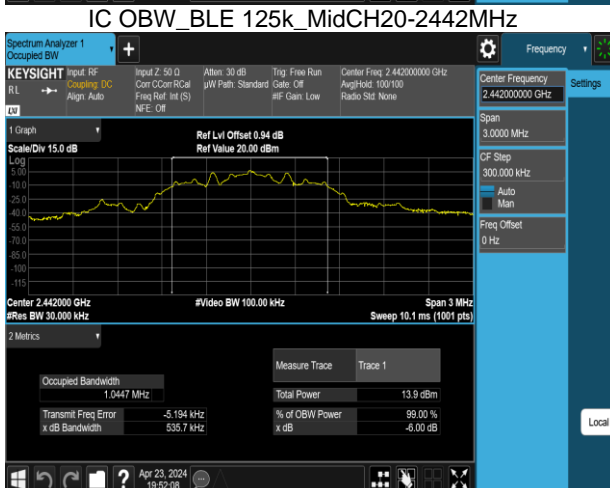 IC OBW_BLE 125k_MidCH20-2442MHz
Spectrum Analyzer 1
Occupied BW
+
Frequency
KEYSIGHT
RL
LXI
Input: RF
Coupling: DC
Align: Auto
Input Z: 50 Ω
Corr CCorr RCal
Freq Ref: Int (S)
NFE: Off
Atten: 30 dB
µW Path: Standard
Trig: Free Run
Gate: Off
#IF Gain: Low
Center Freq: 2.442000000 GHz
Avg|Hold: 100/100
Radio Std: None
Center Frequency
2.442000000 GHz
Settings
Span
3.0000 MHz
CF Step
300.000 kHz
Auto
Man
Freq Offset
0 Hz
Local
1 Graph
Scale/Div 15.0 dB
Ref Lvl Offset 0.94 dB
Ref Value 20.00 dBm
Log
5.00
-10.0
-25.0
-40.0
-55.0
-70.0
-85.0
-100
-115
Center 2.442000 GHz
#Res BW 30.000 kHz
#Video BW 100.00 kHz
Span 3 MHz
Sweep 10.1 ms (1001 pts)
2 Metrics
Measure Trace
Trace 1
Occupied Bandwidth
1.0447 MHz
Total Power
13.9 dBm
Transmit Freq Error
-5.194 kHz
% of OBW Power
99.00 %
x dB Bandwidth
535.7 kHz
x dB
-6.00 dB
?
Apr 23, 2024
19:52:08